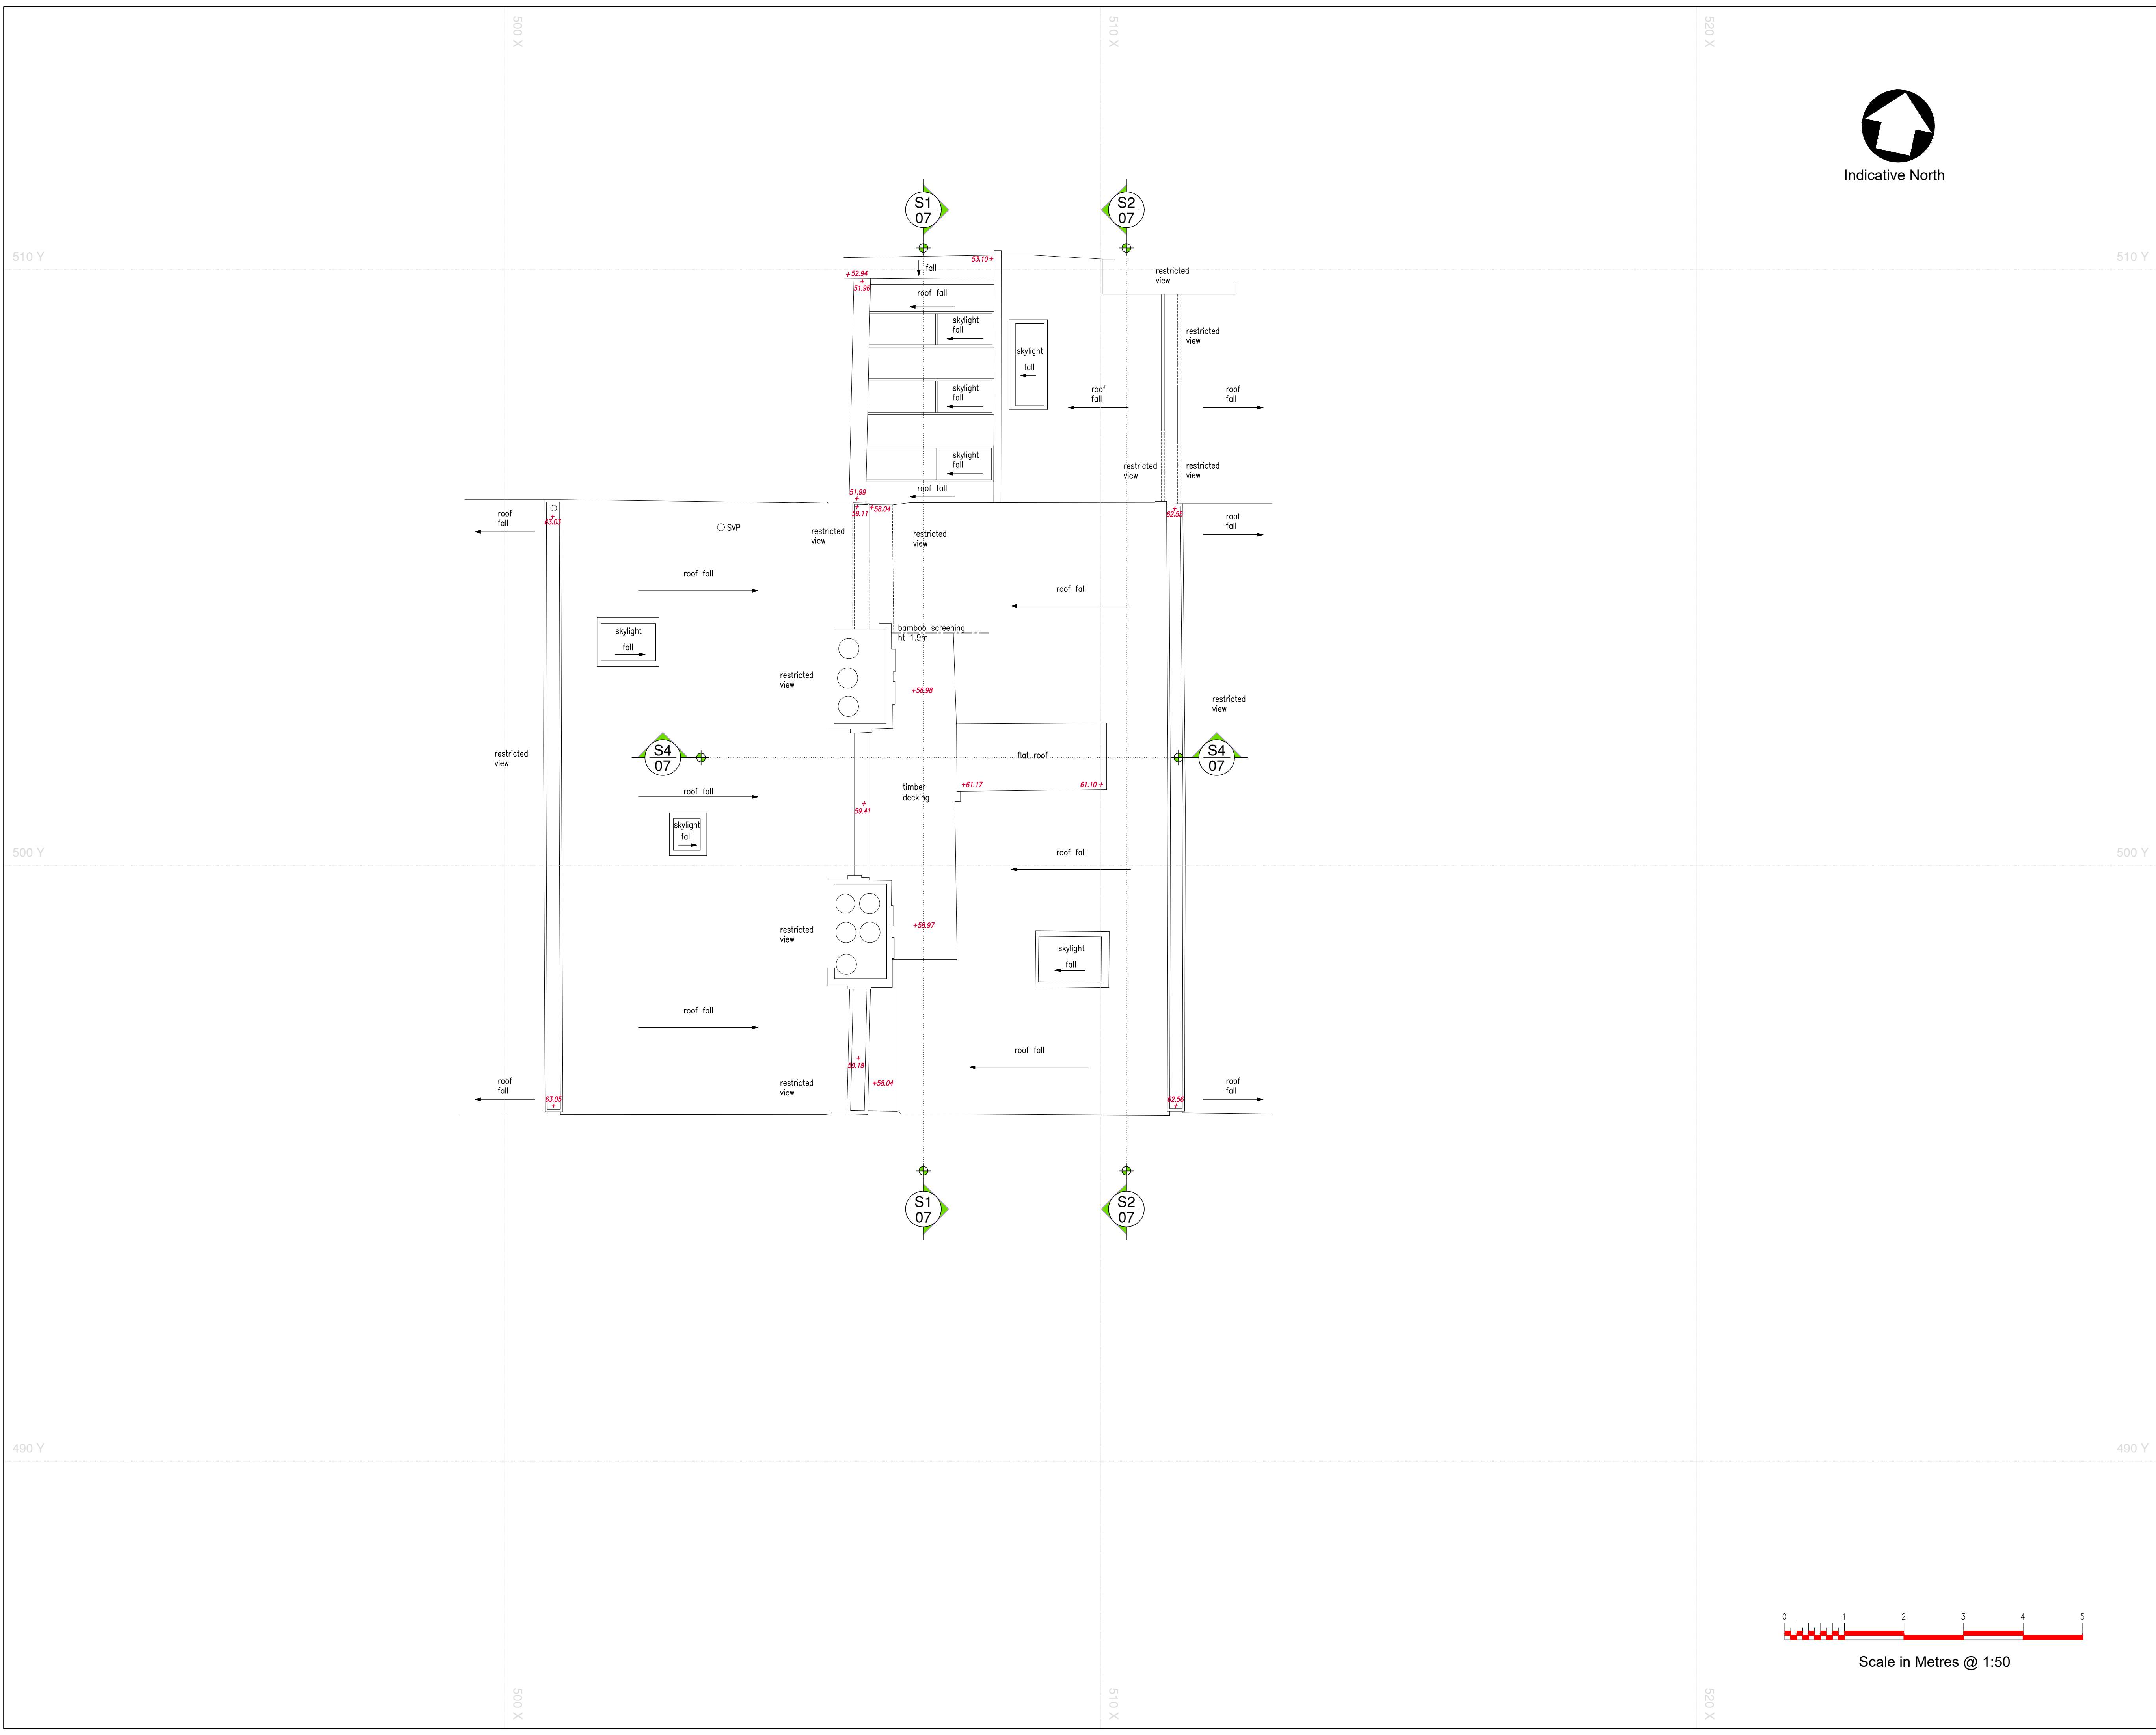 500 X
510 X
520 X
Indicative North
S1
07
S2
07
510 Y
510 Y
53.10
fall
52.94
51.96
restricted
view
roof fall
skylight
fall
restricted
view
skylight
fall
skylight
fall
roof
fall
roof
fall
skylight
fall
restricted
view
restricted
view
roof fall
51.99
59.11
58.04
63.03
62.55
roof
fall
SVP
restricted
view
restricted
view
roof
fall
roof fall
roof fall
skylight
fall
bamboo screening
ht 1.9m
restricted
view
58.98
restricted
view
S4
07
restricted
view
flat roof
S4
07
61.17
61.10
timber
decking
roof fall
59.41
skylight
fall
500 Y
roof fall
500 Y
restricted
view
58.97
skylight
fall
roof fall
roof fall
59.18
58.04
restricted
view
roof
fall
63.05
62.56
roof
fall
S1
07
S2
07
490 Y
490 Y
0 1 2 3 4 5
Scale in Metres @ 1:50
500 X
510 X
520 X